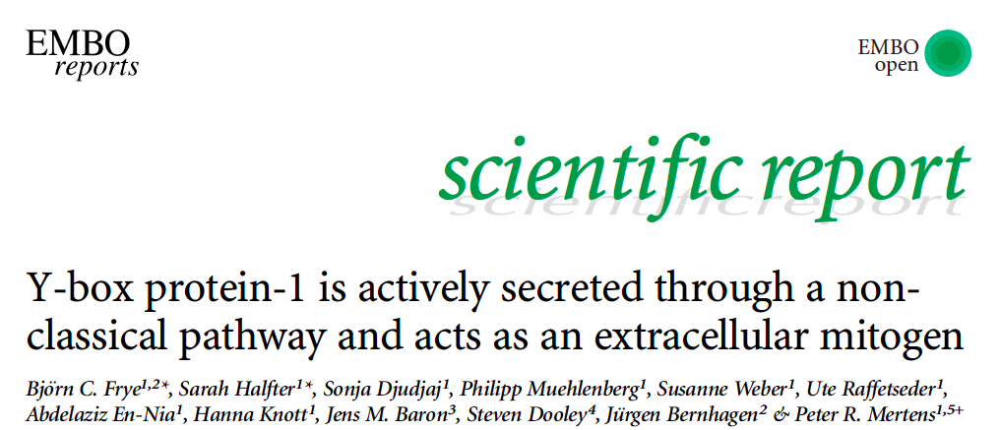 EMBO
reports
EMBO
open
scientific report
scientificreport
Y-box protein-1 is actively secreted through a non-
classical pathway and acts as an extracellular mitogen
Björn C. Frye1,2*, Sarah Halfter1*, Sonja Djudjaj1, Philipp Muehlenberg1, Susanne Weber1, Ute Raffetseder1,
Abdelaziz En-Nia1, Hanna Knott1, Jens M. Baron3, Steven Dooley4, Jürgen Bernhagen2 & Peter R. Mertens1,5+